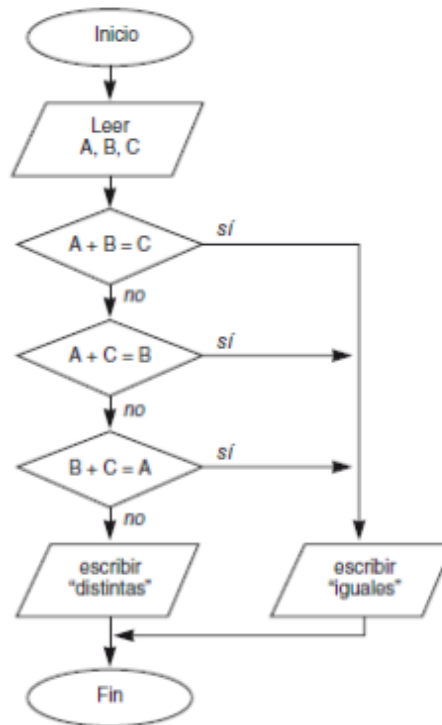 Inicio
Leer
A, B, C
A + B = C
sí
no
A + C = B
sí
no
B + C = A
sí
no
escribir
“distintas”
escribir
“iguales”
Fin